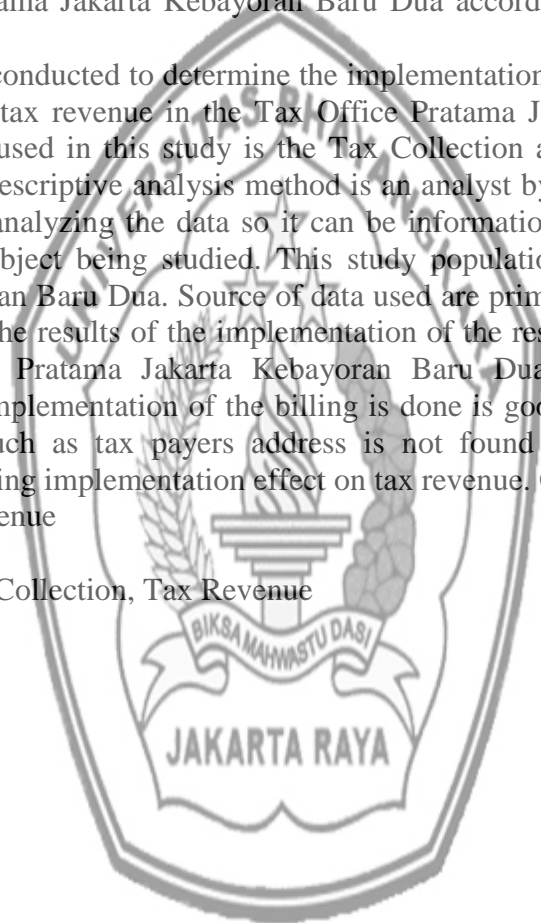 ama Jakarta Kebayoran Baru Dua accord
conducted to determine the implementation
tax revenue in the Tax Office Pratama J
used in this study is the Tax Collection a
escriptive analysis method is an analyst by
analyzing the data so it can be information
bject being studied. This study populatio
an Baru Dua. Source of data used are prim
he results of the implementation of the res
Pratama Jakarta Kebayoran Baru Dua
mplementation of the billing is done is goo
uch as tax payers address is not found
ing implementation effect on tax revenue.
enue
Collection, Tax Revenue
UNIVERSITAS BHAYANGKARA
BIKSA MAHWASTU DASI
JAKARTA RAYA